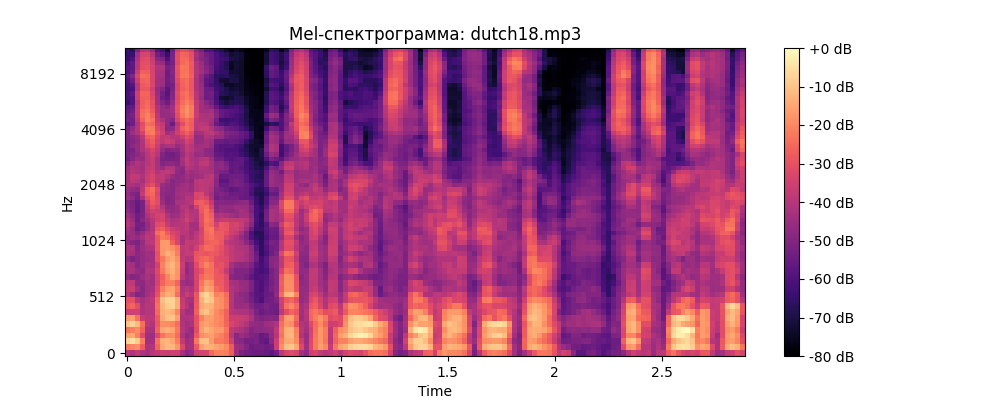 Mel-спектрограмма: dutch18.mp3
Hz
8192
4096
2048
1024
512
0
0
0.5
1
1.5
2
2.5
Time
+0 dB
-10 dB
-20 dB
-30 dB
-40 dB
-50 dB
-60 dB
-70 dB
-80 dB